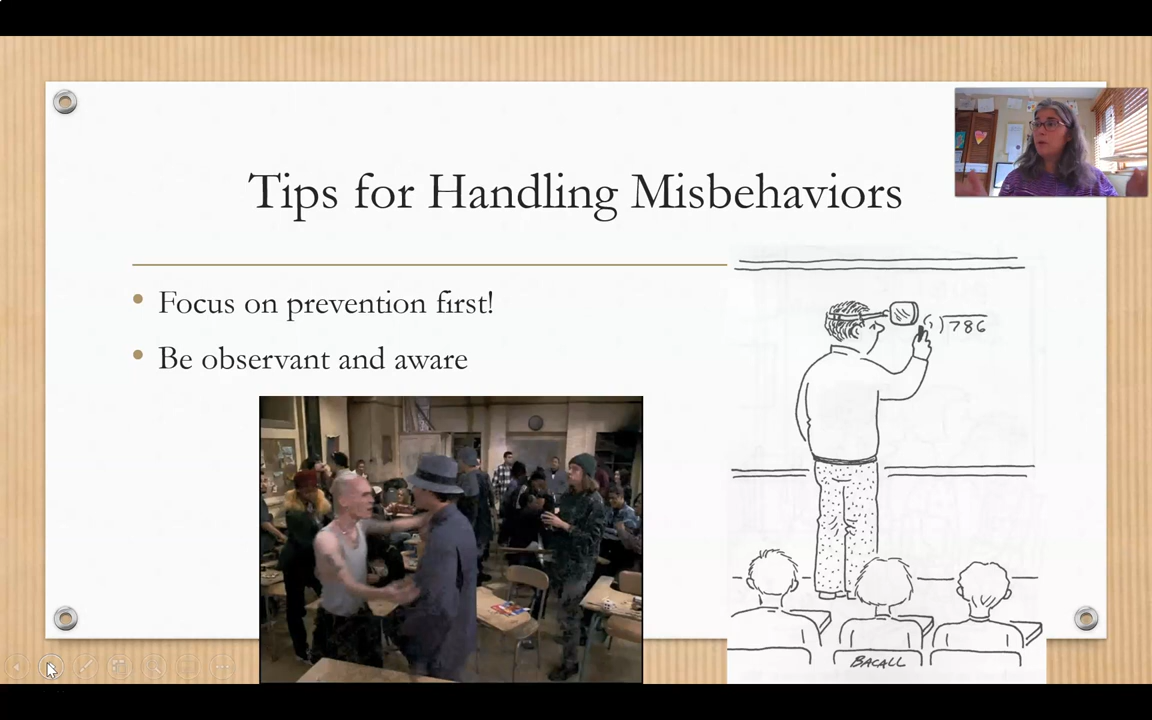 Tips for Handling Misbehaviors
Focus on prevention first!
Be observant and aware
786
BACALL